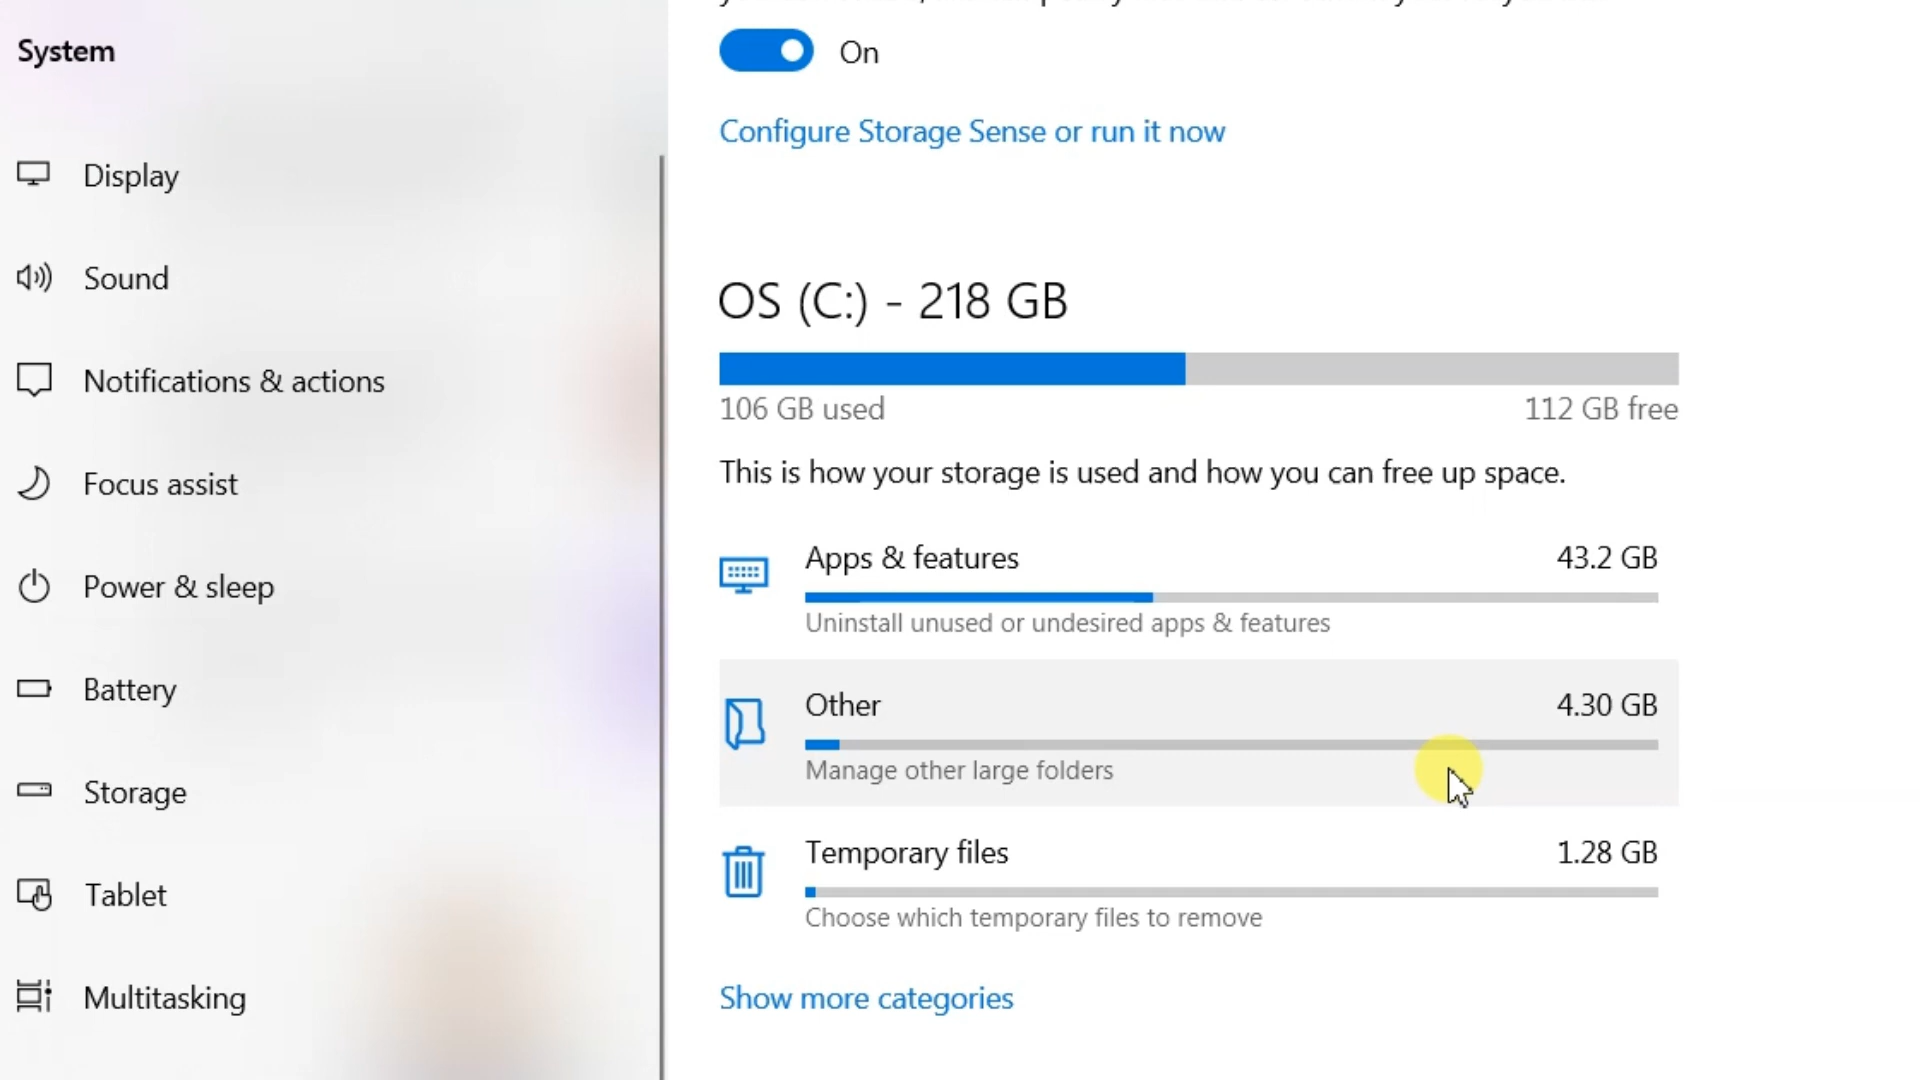 System
Display
Sound
Notifications & actions
Focus assist
Power & sleep
Battery
Storage
Tablet
Multitasking
On
Configure Storage Sense or run it now
OS (C:) - 218 GB
106 GB used 112 GB free
This is how your storage is used and how you can free up space.
Apps & features 43.2 GB
Uninstall unused or undesired apps & features
Other 4.30 GB
Manage other large folders
Temporary files 1.28 GB
Choose which temporary files to remove
Show more categories